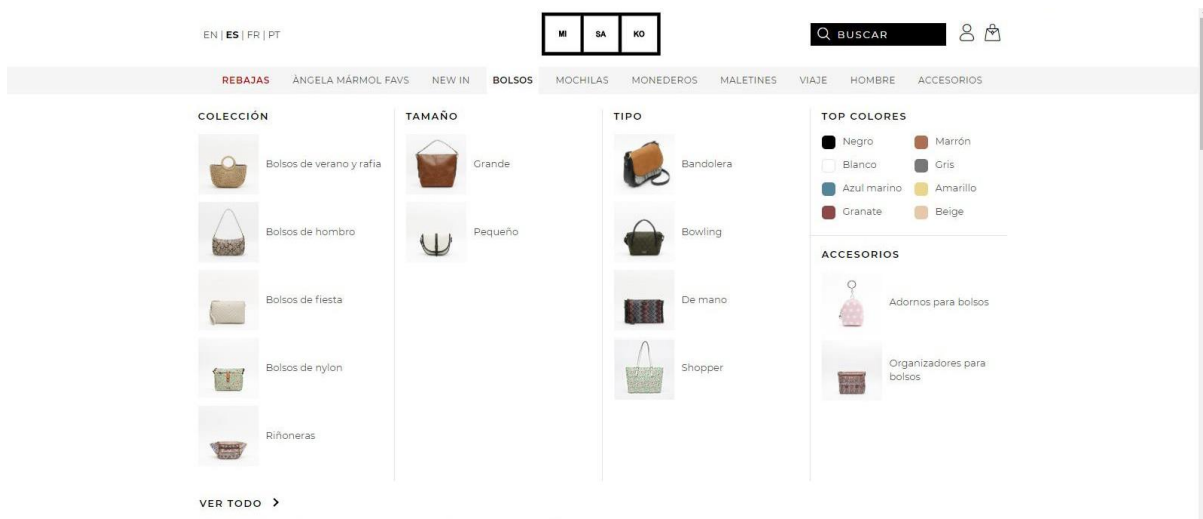 EN | ES | FR | PT
MI SA KO
BUSCAR
REBAJAS ÀNGELA MÁRMOL FAVS NEW IN BOLSOS MOCHILAS MONEDEROS MALETINES VIAJE HOMBRE ACCESORIOS
COLECCIÓN
Bolsos de verano y rafia
Bolsos de hombro
Bolsos de fiesta
Bolsos de nylon
Riñoneras
TAMAÑO
Grande
Pequeño
TIPO
Bandolera
Bowling
De mano
Shopper
TOP COLORES
Negro Marrón
Blanco Gris
Azul marino Amarillo
Granate Beige
ACCESORIOS
Adornos para bolsos
Organizadores para
bolsos
VER TODO >